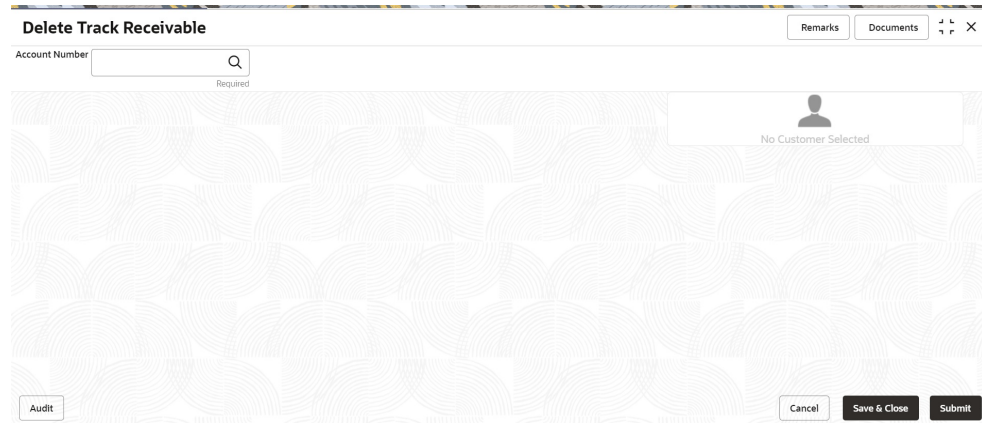 Delete Track Receivable
Remarks
Documents
Account Number
Required
No Customer Selected
Audit
Cancel
Save & Close
Submit